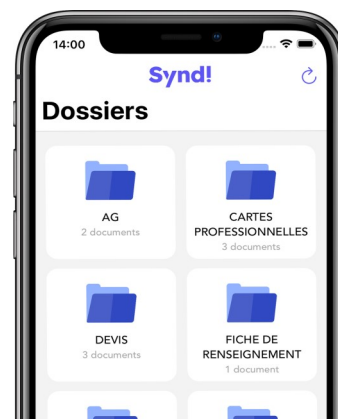 14:00
Synd!
Dossiers
AG
2 documents
CARTES
PROFESSIONNELLES
3 documents
DEVIS
3 documents
FICHE DE
RENSEIGNEMENT
1 document